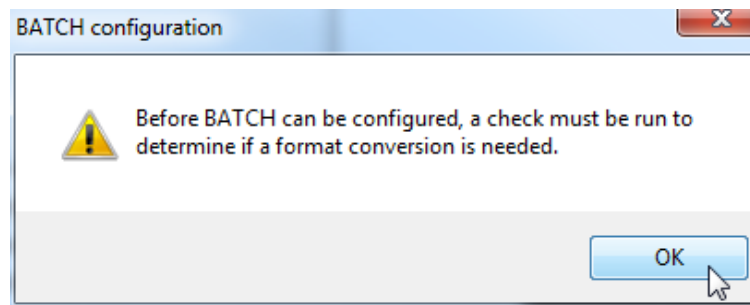 BATCH configuration
Before BATCH can be configured, a check must be run to
determine if a format conversion is needed.
OK